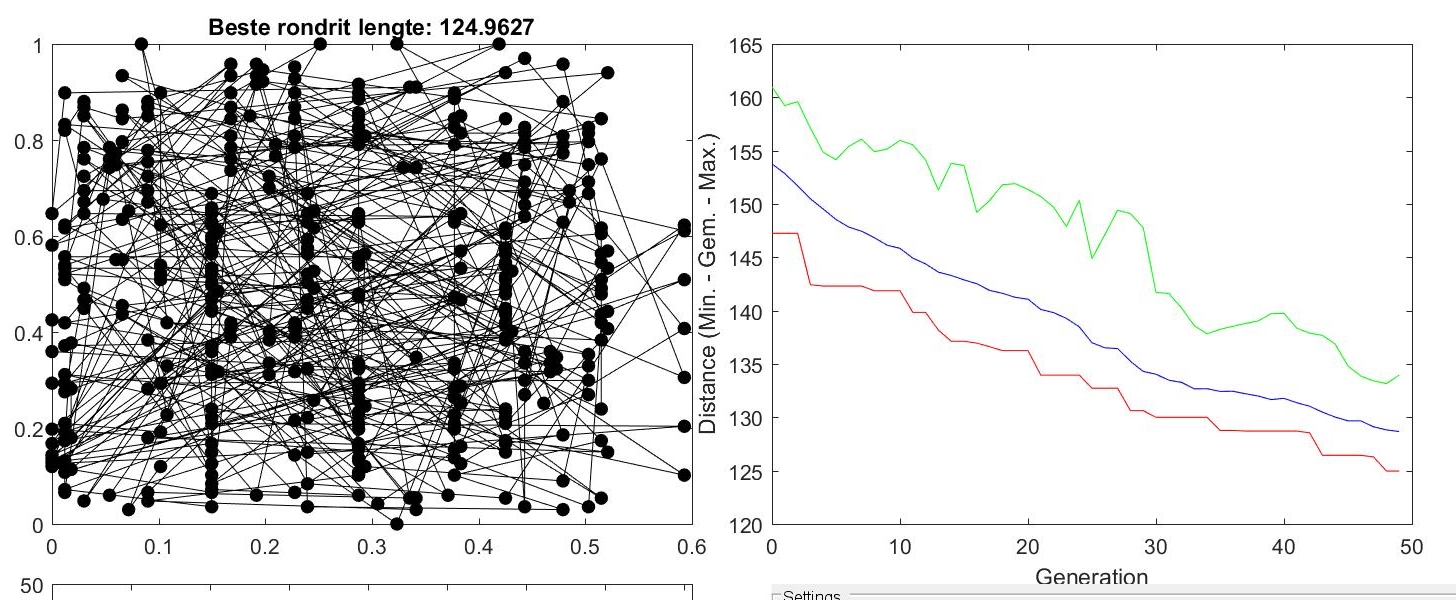 Beste rondrit lengte: 124.9627
1
0.8
0.6
0.4
0.2
0
0 0.1 0.2 0.3 0.4 0.5 0.6
50
Distance (Min. - Gem. - Max.)
165
160
155
150
145
140
135
130
125
120
0 10 20 30 40 50
Generation
Settings